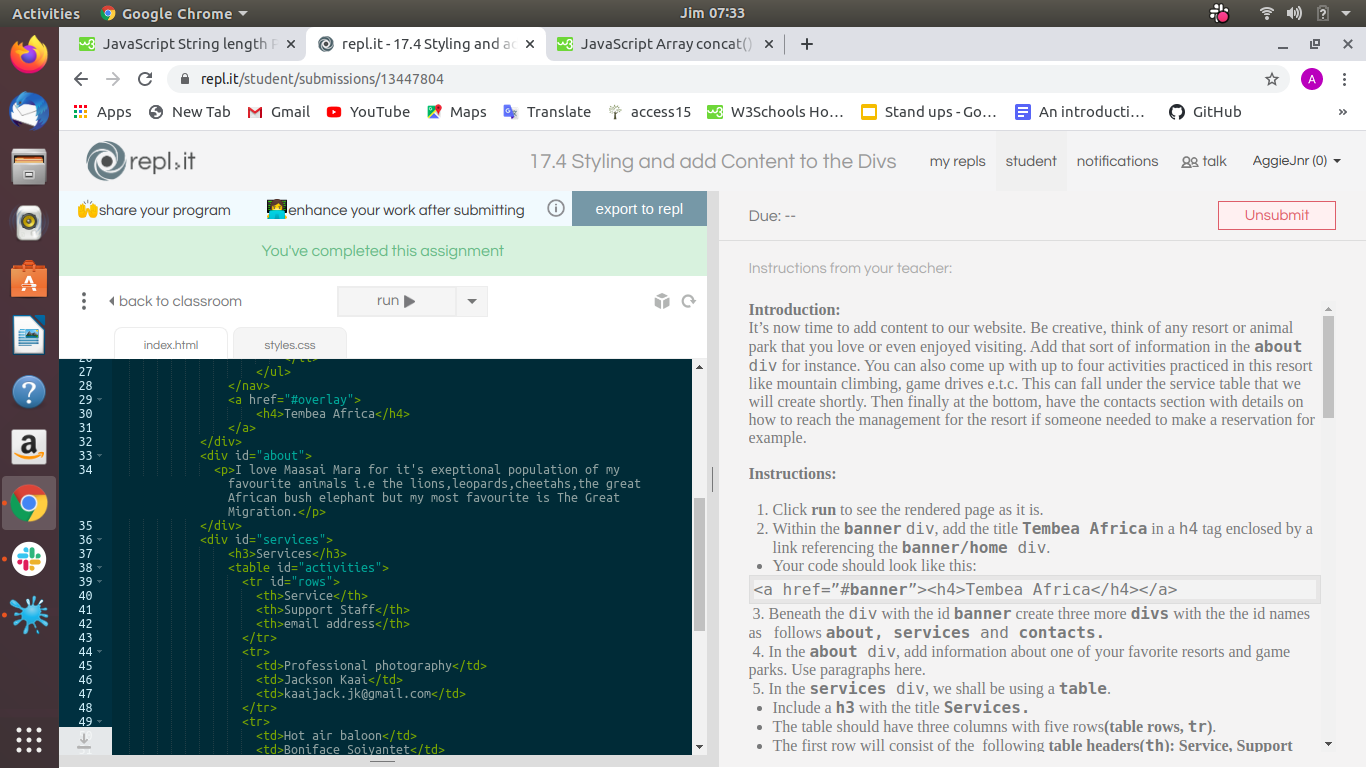 Activities Google Chrome Jim 07:33
JavaScript String length P
repl.it - 17.4 Styling and ad
JavaScript Array concat()
repl.it/student/submissions/13447804
A
Apps New Tab Gmail YouTube Maps Translate access15 W3Schools Ho... Stand ups - Go... An introducti... GitHub »
repl.it
17.4 Styling and add Content to the Divs
my repls student notifications talk AggieJnr (0)
share your program enhance your work after submitting export to repl
You've completed this assignment
back to classroom run
index.html styles.css
27 </ul>
28 </nav>
29 <a href="#overlay">
30 <h4>Tembea Africa</h4>
31 </a>
32 </div>
33 <div id="about">
34 <p>I love Maasai Mara for it's exeptional population of my
favourite animals i.e the lions,leopards,cheetahs,the great
African bush elephant but my most favourite is The Great
Migration.</p>
35 </div>
36 <div id="services">
37 <h3>Services</h3>
38 <table id="activities">
39 <tr id="rows">
40 <th>Service</th>
41 <th>Support Staff</th>
42 <th>email address</th>
43 </tr>
44 <tr>
45 <td>Professional photography</td>
46 <td>Jackson Kaai</td>
47 <td>kaaijack.jk@gmail.com</td>
48 </tr>
49 <tr>
<td>Hot air baloon</td>
<td>Boniface Soiyantet</td>
Due: --
Unsubmit
Instructions from your teacher:
Introduction:
It's now time to add content to our website. Be creative, think of any resort or animal
park that you love or even enjoyed visiting. Add that sort of information in the about
div for instance. You can also come up with up to four activities practiced in this resort
like mountain climbing, game drives e.t.c. This can fall under the service table that we
will create shortly. Then finally at the bottom, have the contacts section with details on
how to reach the management for the resort if someone needed to make a reservation for
example.
Instructions:
1. Click run to see the rendered page as it is.
2. Within the banner div, add the title Tembea Africa in a h4 tag enclosed by a
link referencing the banner/home div.
• Your code should look like this:
<a href=”#banner”><h4>Tembea Africa</h4></a>
3. Beneath the div with the id banner create three more divs with the the id names
as follows about, services and contacts.
4. In the about div, add information about one of your favorite resorts and game
parks. Use paragraphs here.
5. In the services div, we shall be using a table.
• Include a h3 with the title Services.
• The table should have three columns with five rows(table rows, tr).
• The first row will consist of the following table headers(th): Service, Support